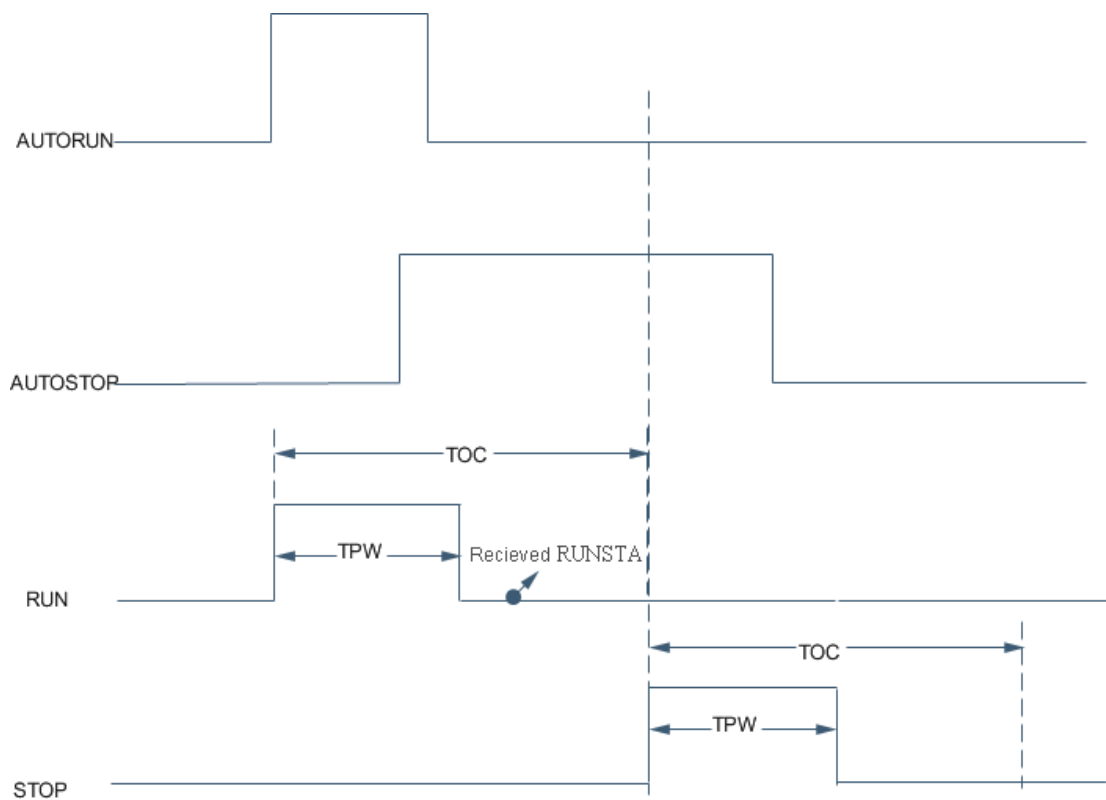 AUTORUN
AUTOSTOP
TOC
TPW
Recieved RUNSTA
RUN
TOC
TPW
STOP